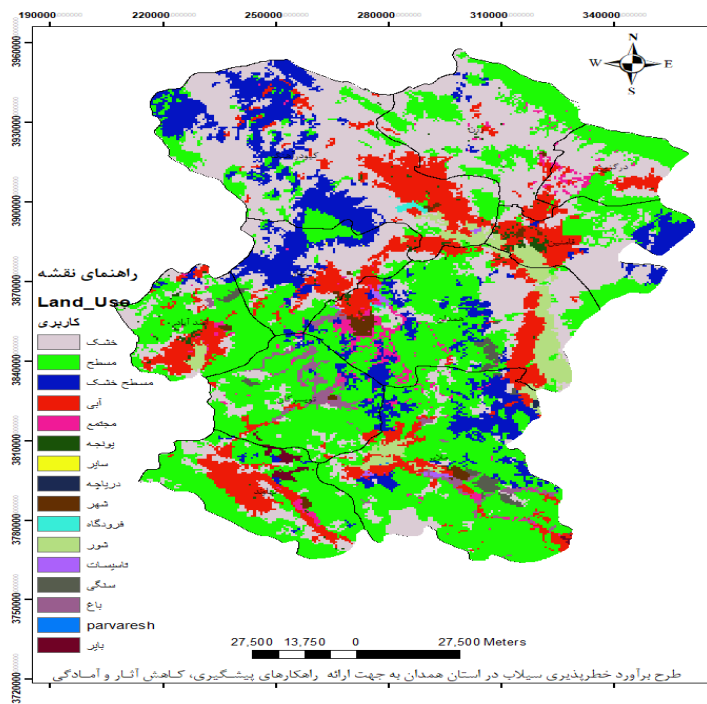 190000 220000 250000 280000 310000 340000
N
W E
S
3960000
3930000
3900000
3870000
3840000
3810000
3780000
3750000
3720000
راهنمای نقشه
Land_Use
کاربری
خشک
مسطح
مسطح خشک
آبی
مجتمع
یونجه
سایر
دریاچه
شهر
فرودگاه
شور
تاسیسات
سنگی
باغ
parvaresh
بایر
27,500 13,750 0 27,500 Meters
طرح برآورد خطرپذیری سیلاب در استان همدان به جهت ارائه راهکارهای پیشگیری، کاهش آثار و آمادگی